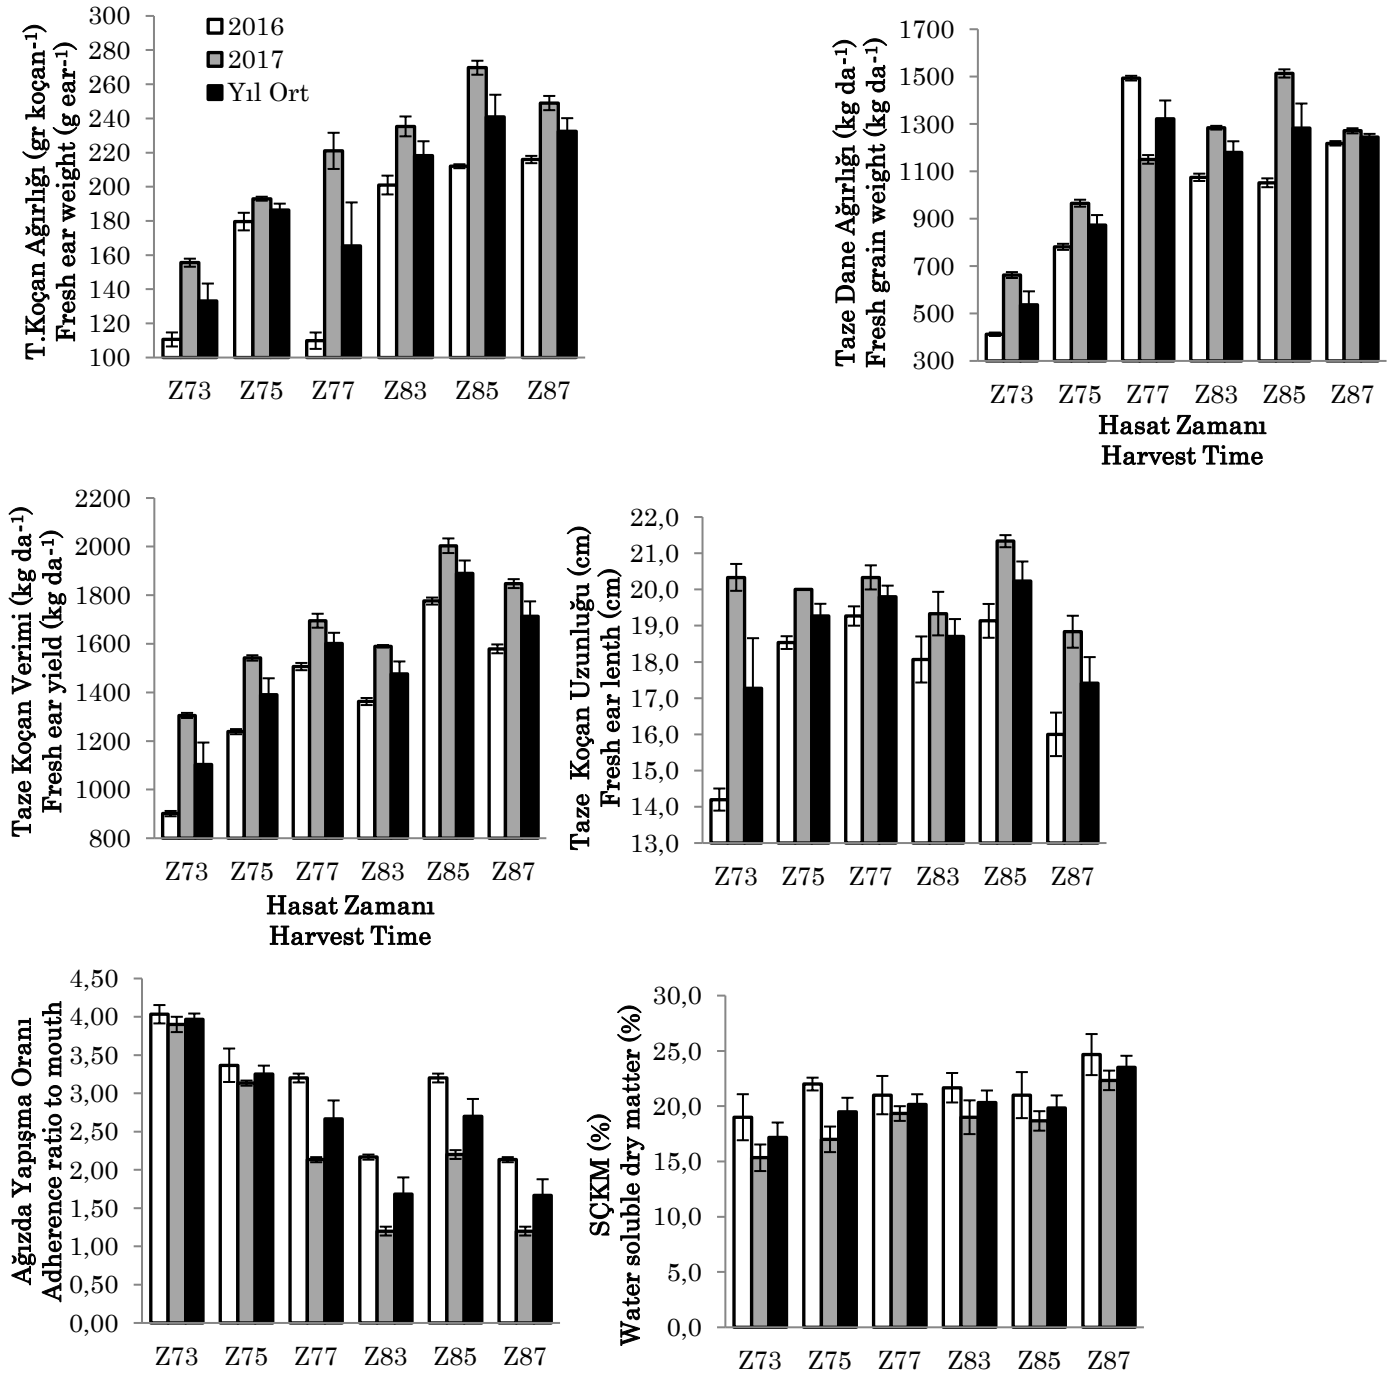 T.Koçan Ağırlığı (gr koçan-1)
Fresh ear weight (g ear-1)
300
280
260
240
220
200
180
160
140
120
100
2016
2017
Yıl Ort
Z73 Z75 Z77 Z83 Z85 Z87
Taze Dane Ağırlığı (kg da-1)
Fresh grain weight (kg da-1)
1700
1500
1300
1100
900
700
500
300
Z73 Z75 Z77 Z83 Z85 Z87
Hasat Zamanı
Harvest Time
Taze Koçan Verimi (kg da-1)
Fresh ear yield (kg da-1)
2200
2000
1800
1600
1400
1200
1000
800
Z73 Z75 Z77 Z83 Z85 Z87
Hasat Zamanı
Harvest Time
Taze Koçan Uzunluğu (cm)
Fresh ear lenth (cm)
22,0
21,0
20,0
19,0
18,0
17,0
16,0
15,0
14,0
13,0
Z73 Z75 Z77 Z83 Z85 Z87
Ağızda Yapışma Oranı
Adherence ratio to mouth
4,50
4,00
3,50
3,00
2,50
2,00
1,50
1,00
0,50
0,00
Z73 Z75 Z77 Z83 Z85 Z87
SÇKM (%)
Water soluble dry matter (%)
30,0
25,0
20,0
15,0
10,0
5,0
0,0
Z73 Z75 Z77 Z83 Z85 Z87